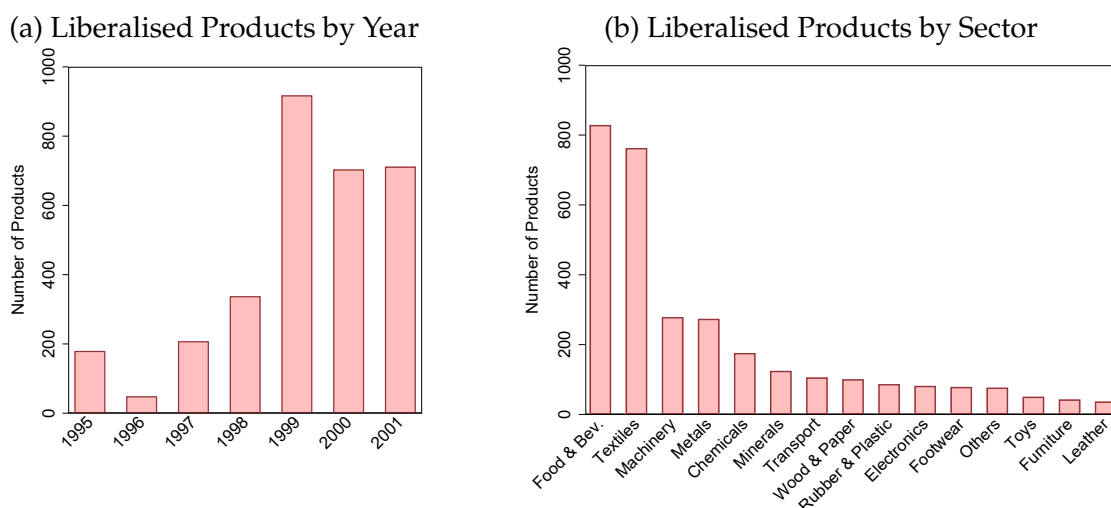 (a) Liberalised Products by Year
Number of Products
0
200
400
600
800
1000
1995
1996
1997
1998
1999
2000
2001
(b) Liberalised Products by Sector
Number of Products
0
200
400
600
800
1000
Food & Bev.
Textiles
Machinery
Metals
Chemicals
Minerals
Transport
Wood & Paper
Rubber & Plastic
Electronics
Footwear
Others
Toys
Furniture
Leather